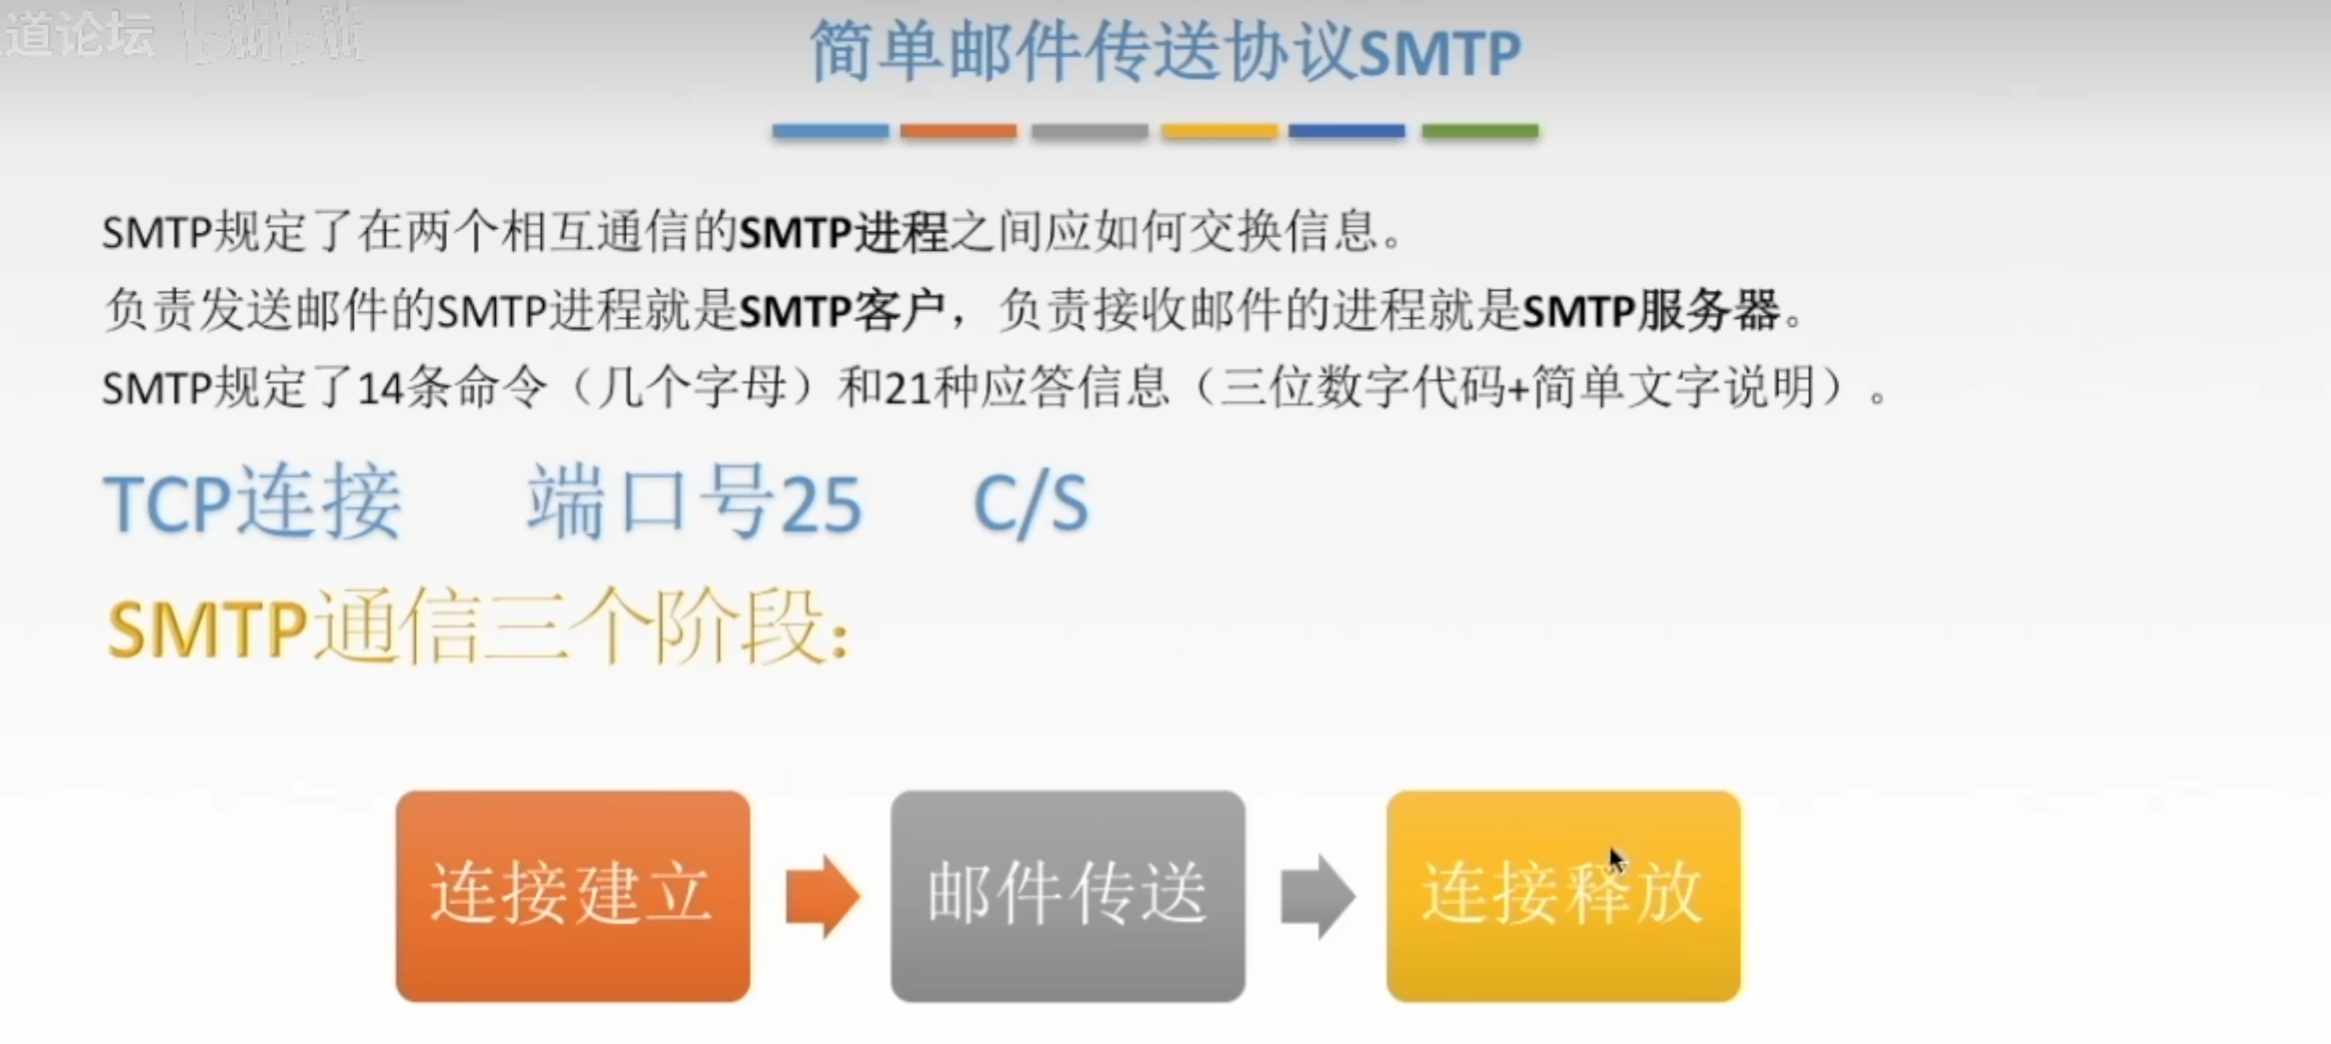 道论坛 bilibili
简单邮件传送协议SMTP
SMTP规定了在两个相互通信的SMTP进程之间应如何交换信息。
负责发送邮件的SMTP进程就是SMTP客户，负责接收邮件的进程就是SMTP服务器。
SMTP规定了14条命令（几个字母）和21种应答信息（三位数字代码+简单文字说明）。
TCP连接 端口号25 C/S
SMTP通信三个阶段:
连接建立 邮件传送 连接释放